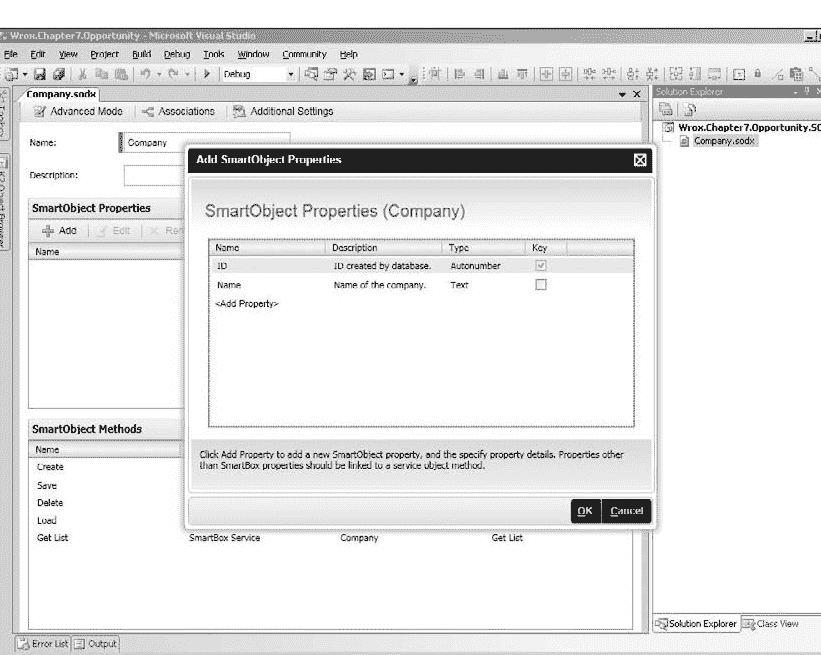 Wrox.Chapter7.Opportunity - Microsoft Visual Studio
File Edit View Project Build Debug Tools Window Community Help
Debug
Company.sodx
Solution Explorer
Advanced Mode Associations Additional Settings
Wrox.Chapter7.Opportunity.SO
Company.sodx
Name: Company
Description:
Add SmartObject Properties
SmartObject Properties (Company)
SmartObject Properties
Add Edit Rem
Name
Name Description Type Key
ID ID created by database. Autonumber
Name Name of the company. Text
<Add Property>
SmartObject Methods
Name
Create
Save
Delete
Load
Get List SmartBox Service Company Get List
Click Add Property to add a new SmartObject property, and the specify property details. Properties other
than SmartBox properties should be linked to a service object method.
OK Cancel
Solution Explorer Class View
Error List Output